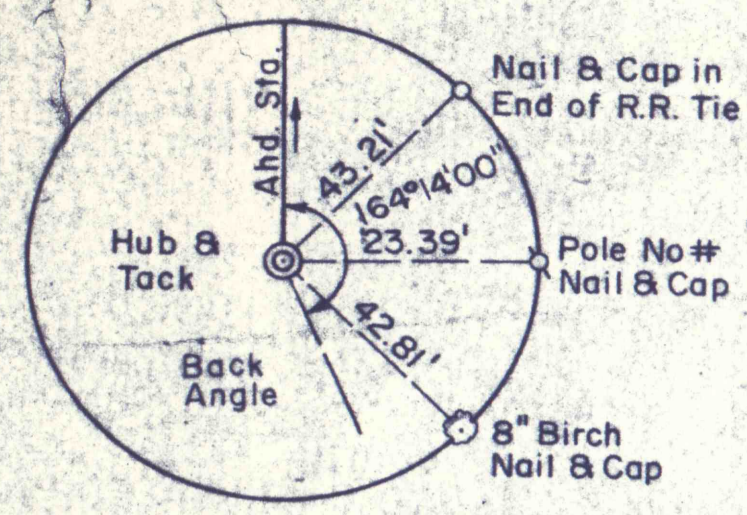 Ahd. Sta.
Nail & Cap in
End of R.R. Tie
43.21'
164°14'00"
Hub &
Tack
23.39'
Pole No#
Nail & Cap
42.81'
Back
Angle
8" Birch
Nail & Cap